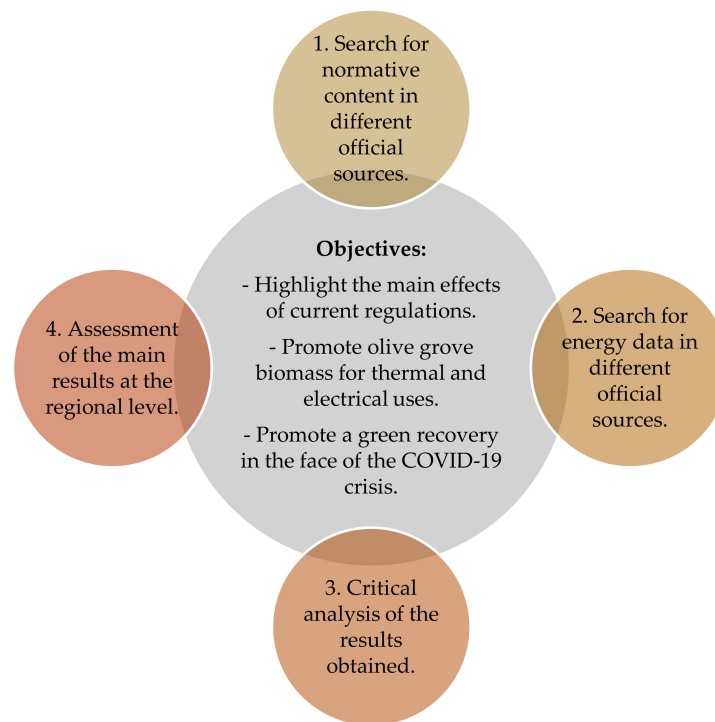 1. Search for
normative
content in
different
official
sources.
Objectives:
- Highlight the main effects
of current regulations.
- Promote olive grove
biomass for thermal and
electrical uses.
- Promote a green recovery
in the face of the COVID-19
crisis.
2. Search for
energy data in
different
official
sources.
3. Critical
analysis of the
results
obtained.
4. Assessment
of the main
results at the
regional level.